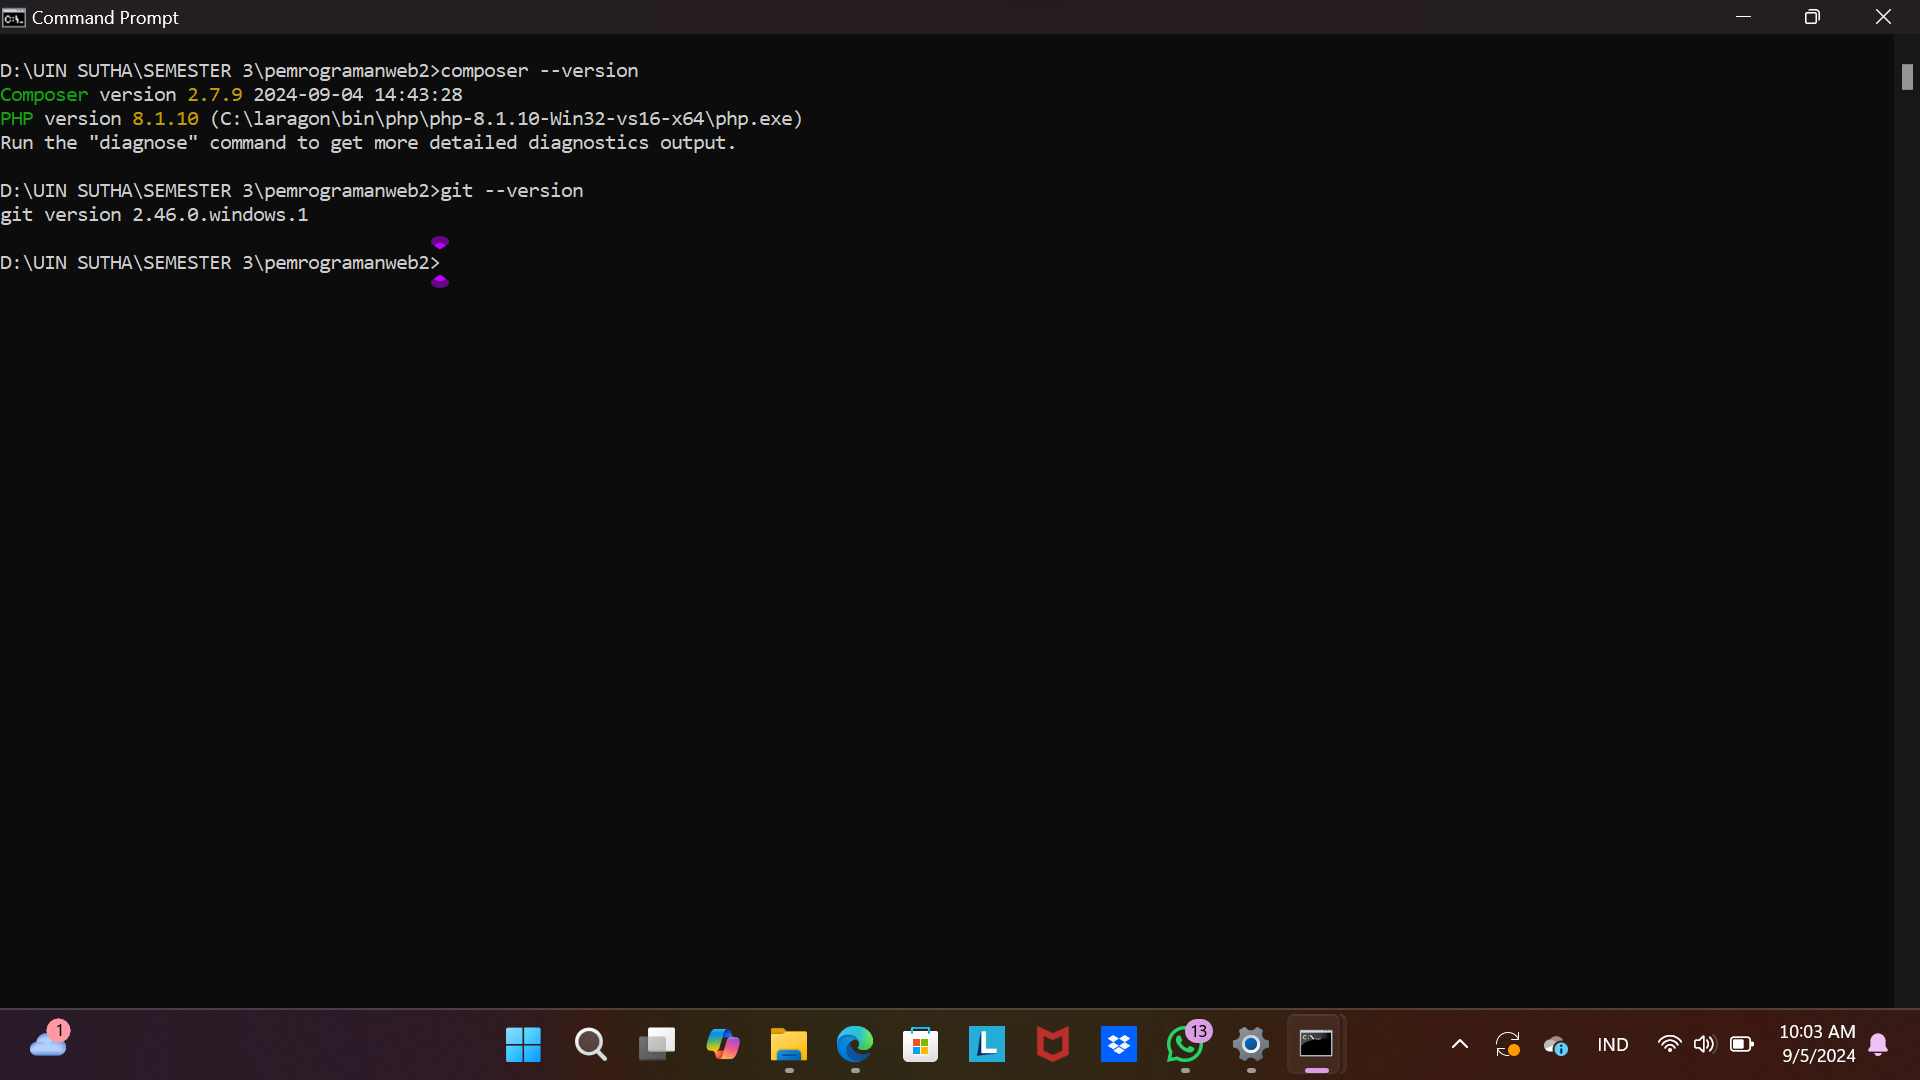 Command Prompt
D:\UIN SUTHA\SEMESTER 3\pemrogramanweb2>composer --version
Composer version 2.7.9 2024-09-04 14:43:28
PHP version 8.1.10 (C:\laragon\bin\php\php-8.1.10-Win32-vs16-x64\php.exe)
Run the "diagnose" command to get more detailed diagnostics output.
D:\UIN SUTHA\SEMESTER 3\pemrogramanweb2>git --version
git version 2.46.0.windows.1
D:\UIN SUTHA\SEMESTER 3\pemrogramanweb2>
1
L
13
IND
10:03 AM
9/5/2024